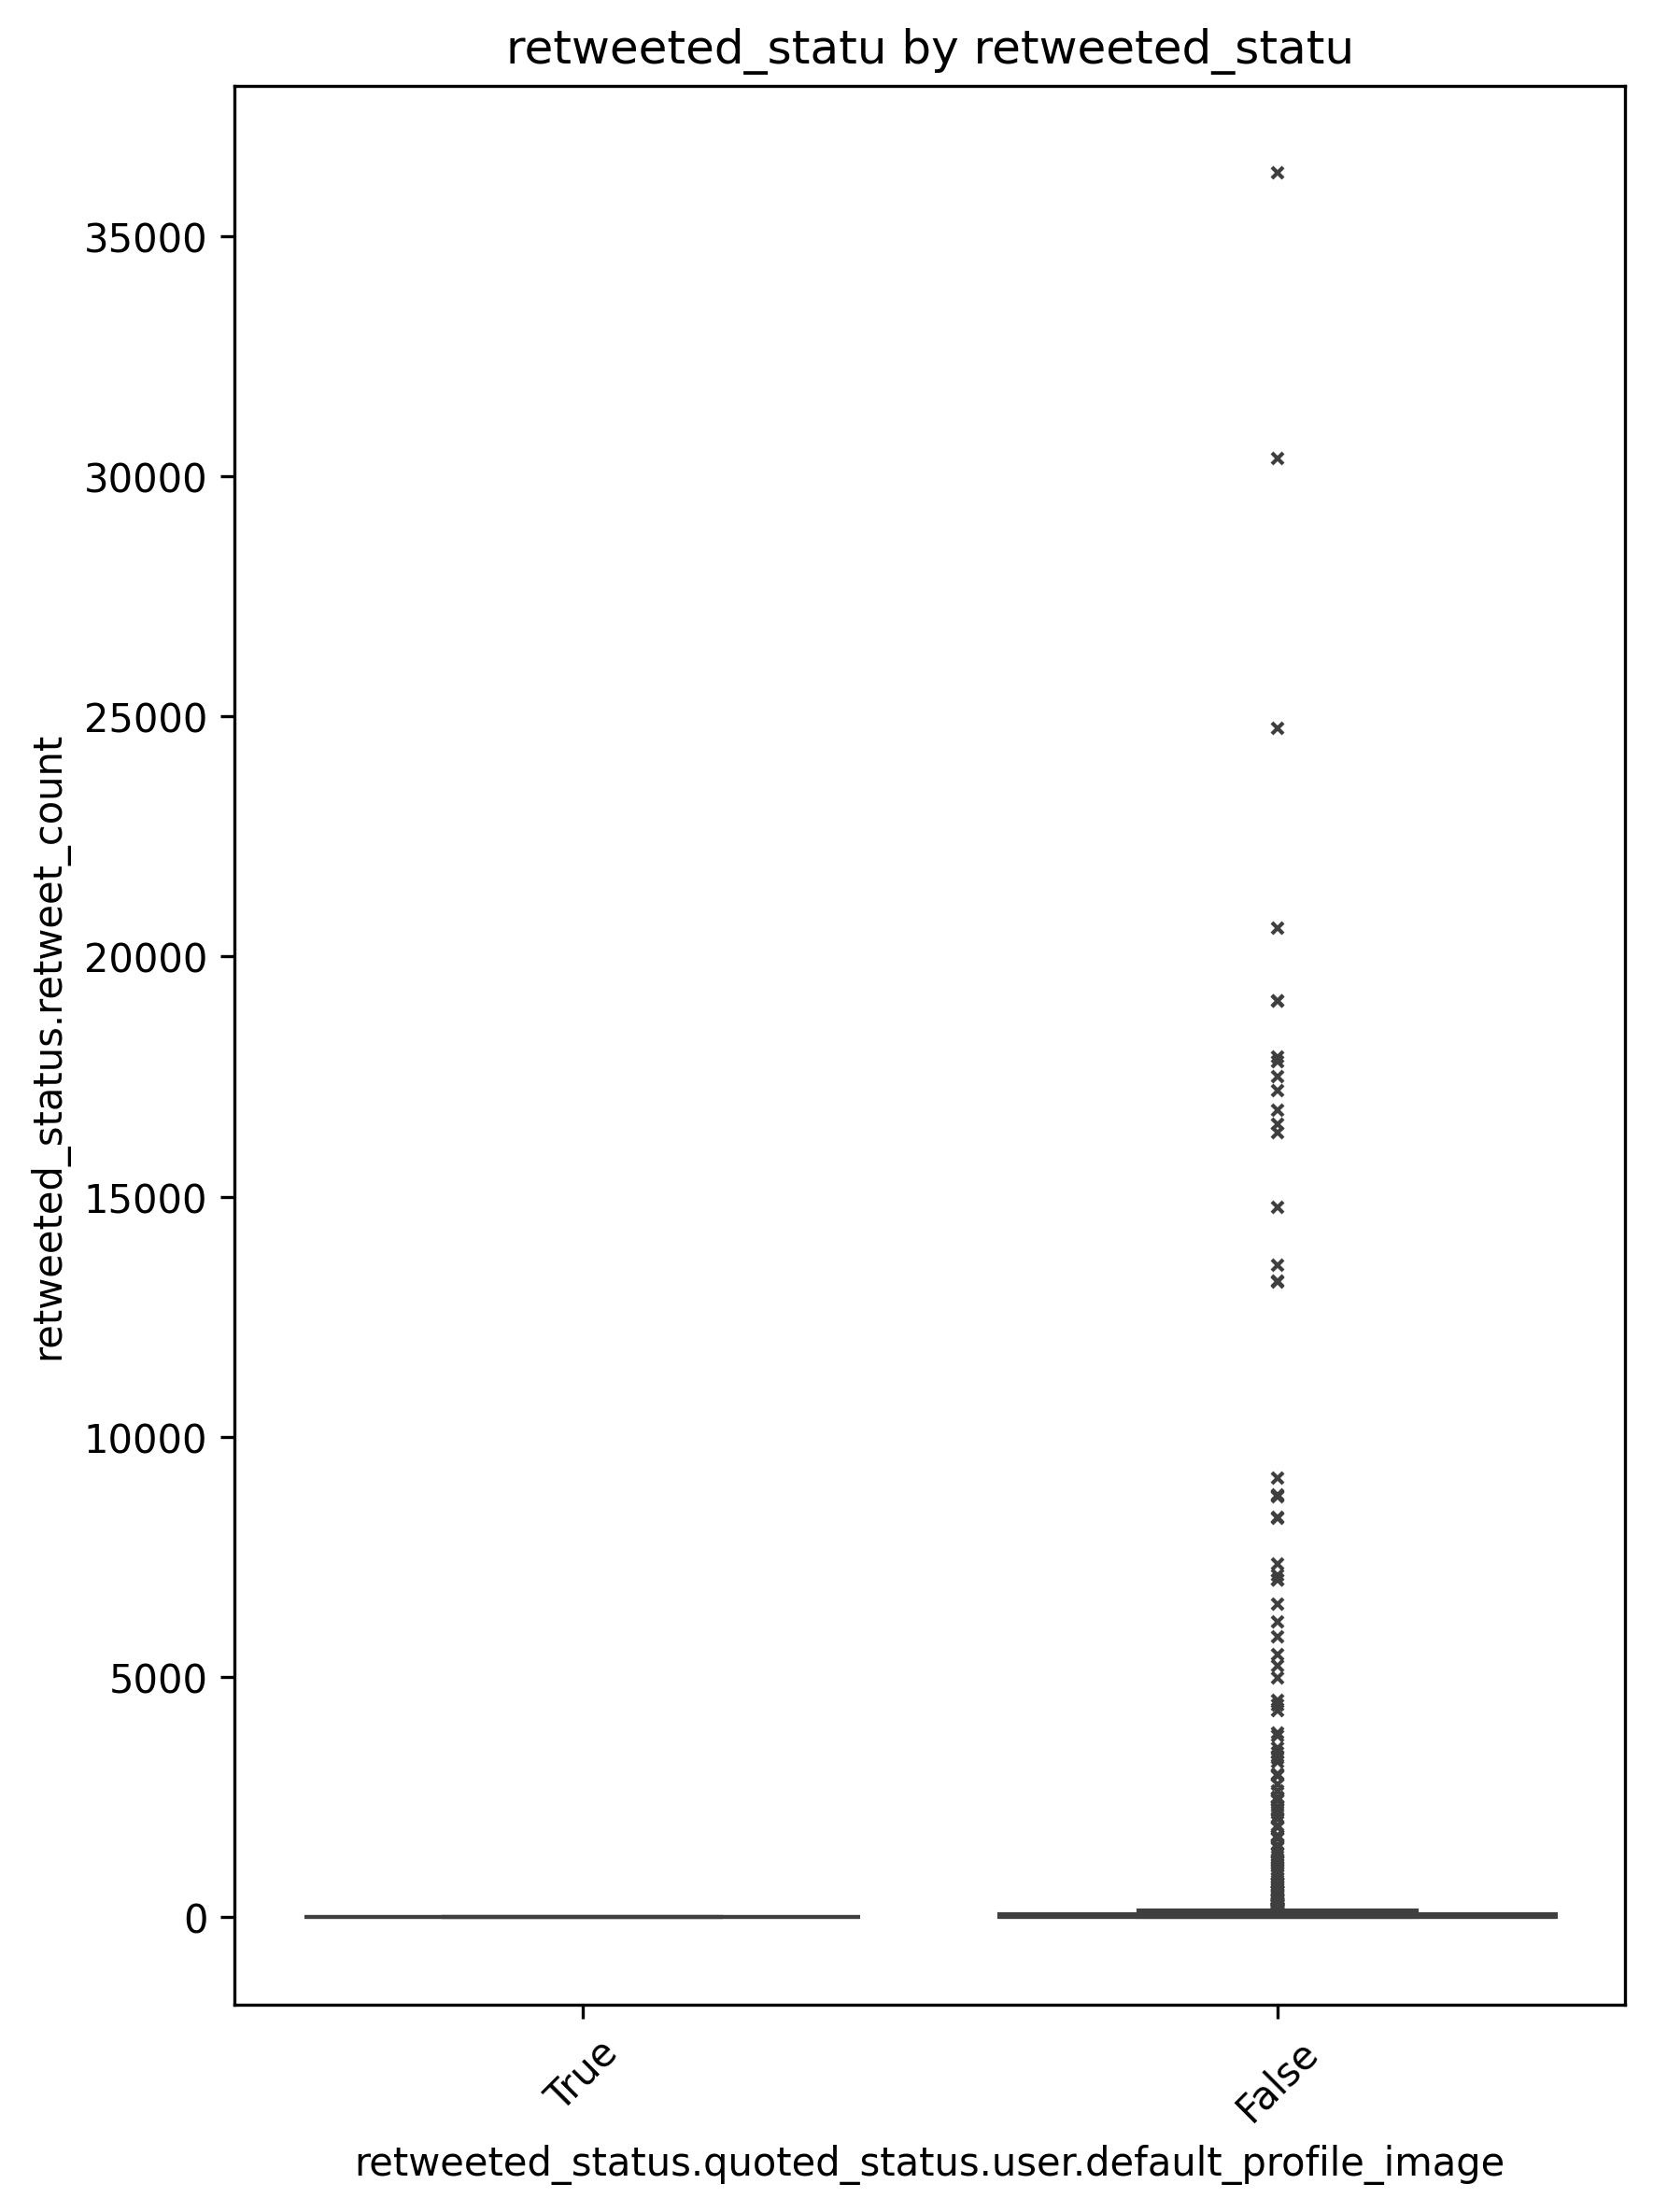 retweeted_statu by retweeted_statu
retweeted_status.retweet_count
35000
30000
25000
20000
15000
10000
5000
0
True
False
retweeted_status.quoted_status.user.default_profile_image